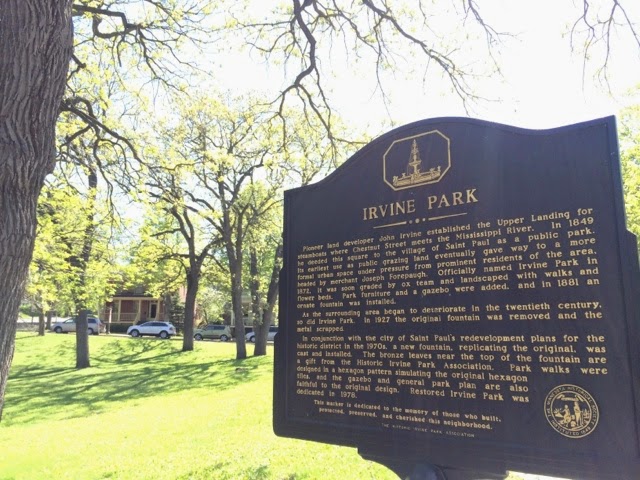 IRVINE PARK
Pioneer land developer John Irvine established the Upper Landing for
steamboats where Chestnut Street meets the Mississippi River. In 1849
he deeded this square to the village of Saint Paul as a public park.
Its earliest use as public grazing land eventually gave way to a more
formal urban space under pressure from prominent residents of the area,
headed by merchant Joseph Forepaugh. Officially named Irvine Park in
1872, it was soon graded by ox team and landscaped with walks and
flower beds. Park furniture and a gazebo were added, and in 1881 an
ornate fountain was installed.
As the surrounding area began to deteriorate in the twentieth century,
so did Irvine Park. In 1927 the original fountain was removed and the
metal scrapped.
In conjunction with the city of Saint Paul's redevelopment plans for the
historic district in the 1970s, a new fountain, replicating the original, was
cast and installed. The bronze leaves near the top of the fountain are
a gift from the Historic Irvine Park Association. Park walks were
designed in a hexagon pattern simulating the original hexagon
tiles, and the gazebo and general park plan are also
faithful to the original design. Restored Irvine Park was
dedicated in 1978.
This marker is dedicated to the memory of those who built,
protected, preserved, and cherished this neighborhood.
THE HISTORIC IRVINE PARK ASSOCIATION